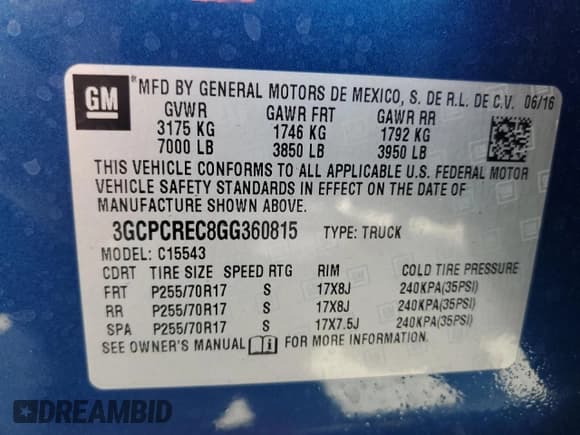 GM
*MFD BY GENERAL MOTORS DE MEXICO, S. DE R.L. DE C.V. 06/16
GVWR GAWR FRT GAWR RR
3175 KG 1746 KG 1792 KG
7000 LB 3850 LB 3950 LB
THIS VEHICLE CONFORMS TO ALL APPLICABLE U.S. FEDERAL MOTOR
VEHICLE SAFETY STANDARDS IN EFFECT ON THE DATE OF
MANUFACTURE SHOWN ABOVE.
3GCPCREC8GG360815 TYPE: TRUCK
MODEL: C15543
CDRT TIRE SIZE SPEED RTG RIM COLD TIRE PRESSURE
FRT P255/70R17 S 17X8J 240KPA(35PSI)
RR P255/70R17 S 17X8J 240KPA(35PSI)
SPA P255/70R17 S 17X7.5J 240KPA(35PSI)
SEE OWNER'S MANUAL FOR MORE INFORMATION.
DREAMBID